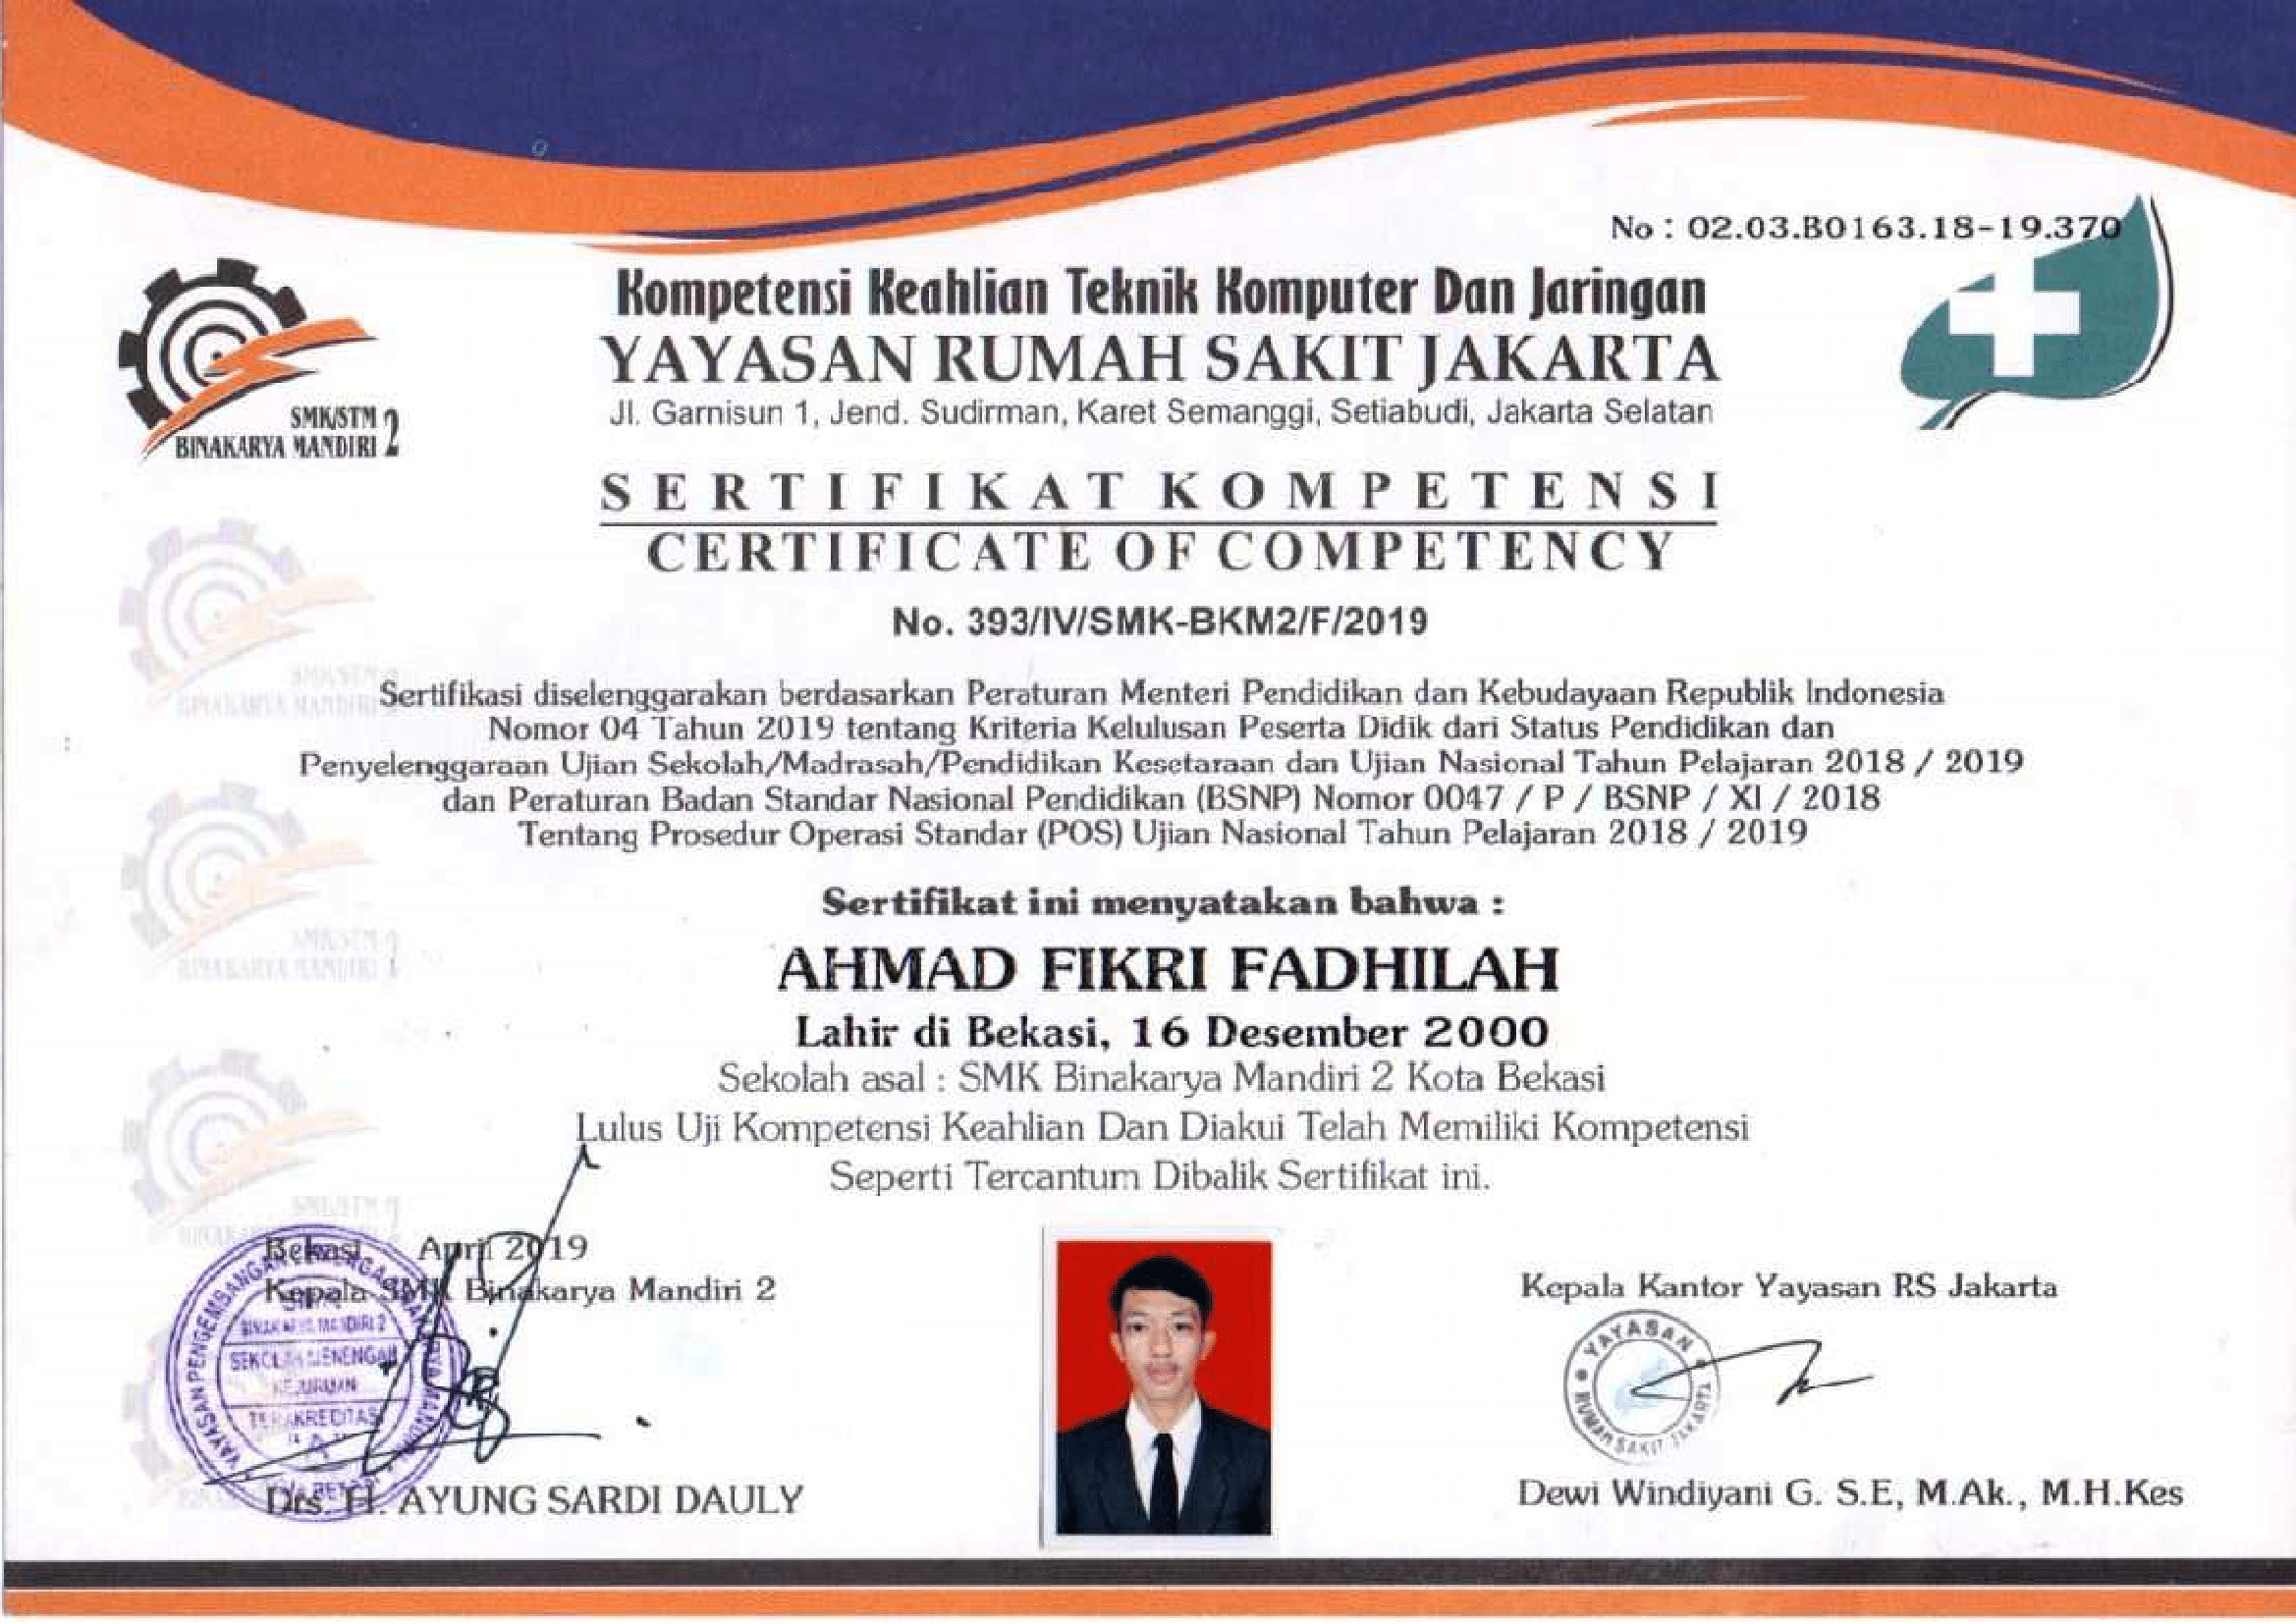 No : 02.03.B0163.18-19.370
Kompetensi Keahlian Teknik Komputer Dan Jaringan
YAYASAN RUMAH SAKIT JAKARTA
Jl. Garnisun 1, Jend. Sudirman, Karet Semanggi, Setiabudi, Jakarta Selatan
SMK/STM
BINAKARYA MANDIRI 2
SERTIFIKAT KOMPETENSI
CERTIFICATE OF COMPETENCY
No. 393/IV/SMK-BKM2/F/2019
SMK/STM
BINAKARYA MANDIRI 2
Sertifikasi diselenggarakan berdasarkan Peraturan Menteri Pendidikan dan Kebudayaan Republik Indonesia
Nomor 04 Tahun 2019 tentang Kriteria Kelulusan Peserta Didik dari Status Pendidikan dan
Penyelenggaraan Ujian Sekolah/Madrasah/Pendidikan Kesetaraan dan Ujian Nasional Tahun Pelajaran 2018 / 2019
dan Peraturan Badan Standar Nasional Pendidikan (BSNP) Nomor 0047 / P / BSNP / XI / 2018
Tentang Prosedur Operasi Standar (POS) Ujian Nasional Tahun Pelajaran 2018 / 2019
Sertifikat ini menyatakan bahwa :
SMK/STM
BINAKARYA MANDIRI 2
AHMAD FIKRI FADHILAH
Lahir di Bekasi, 16 Desember 2000
Sekolah asal : SMK Binakarya Mandiri 2 Kota Bekasi
Lulus Uji Kompetensi Keahlian Dan Diakui Telah Memiliki Kompetensi
Seperti Tercantum Dibalik Sertifikat ini.
SMK/STM
Bekasi, April 2019
Kepala SMK Binakarya Mandiri 2
YAYASAN PENGEMBANGAN
BINAKARYA MANDIRI 2
SEKOLAH MENENGAH
KEJURUAN
TERAKREDITASI
"A"
Drs. H. AYUNG SARDI DAULY
Kepala Kantor Yayasan RS Jakarta
YAYASAN
RUMAH SAKIT JAKARTA
Dewi Windiyani G. S.E, M.Ak., M.H.Kes